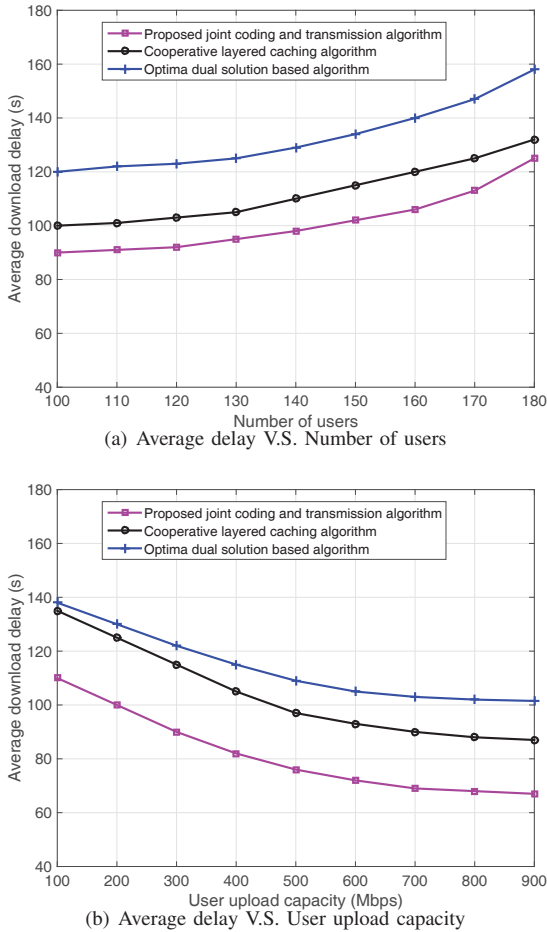 180
160
140
120
100
80
60
40
Average download delay (s)
Proposed joint coding and transmission algorithm
Cooperative layered caching algorithm
Optima dual solution based algorithm
100 110 120 130 140 150 160 170 180
Number of users
(a) Average delay V.S. Number of users
180
160
140
120
100
80
60
40
Average download delay (s)
Proposed joint coding and transmission algorithm
Cooperative layered caching algorithm
Optima dual solution based algorithm
100 200 300 400 500 600 700 800 900
User upload capacity (Mbps)
(b) Average delay V.S. User upload capacity